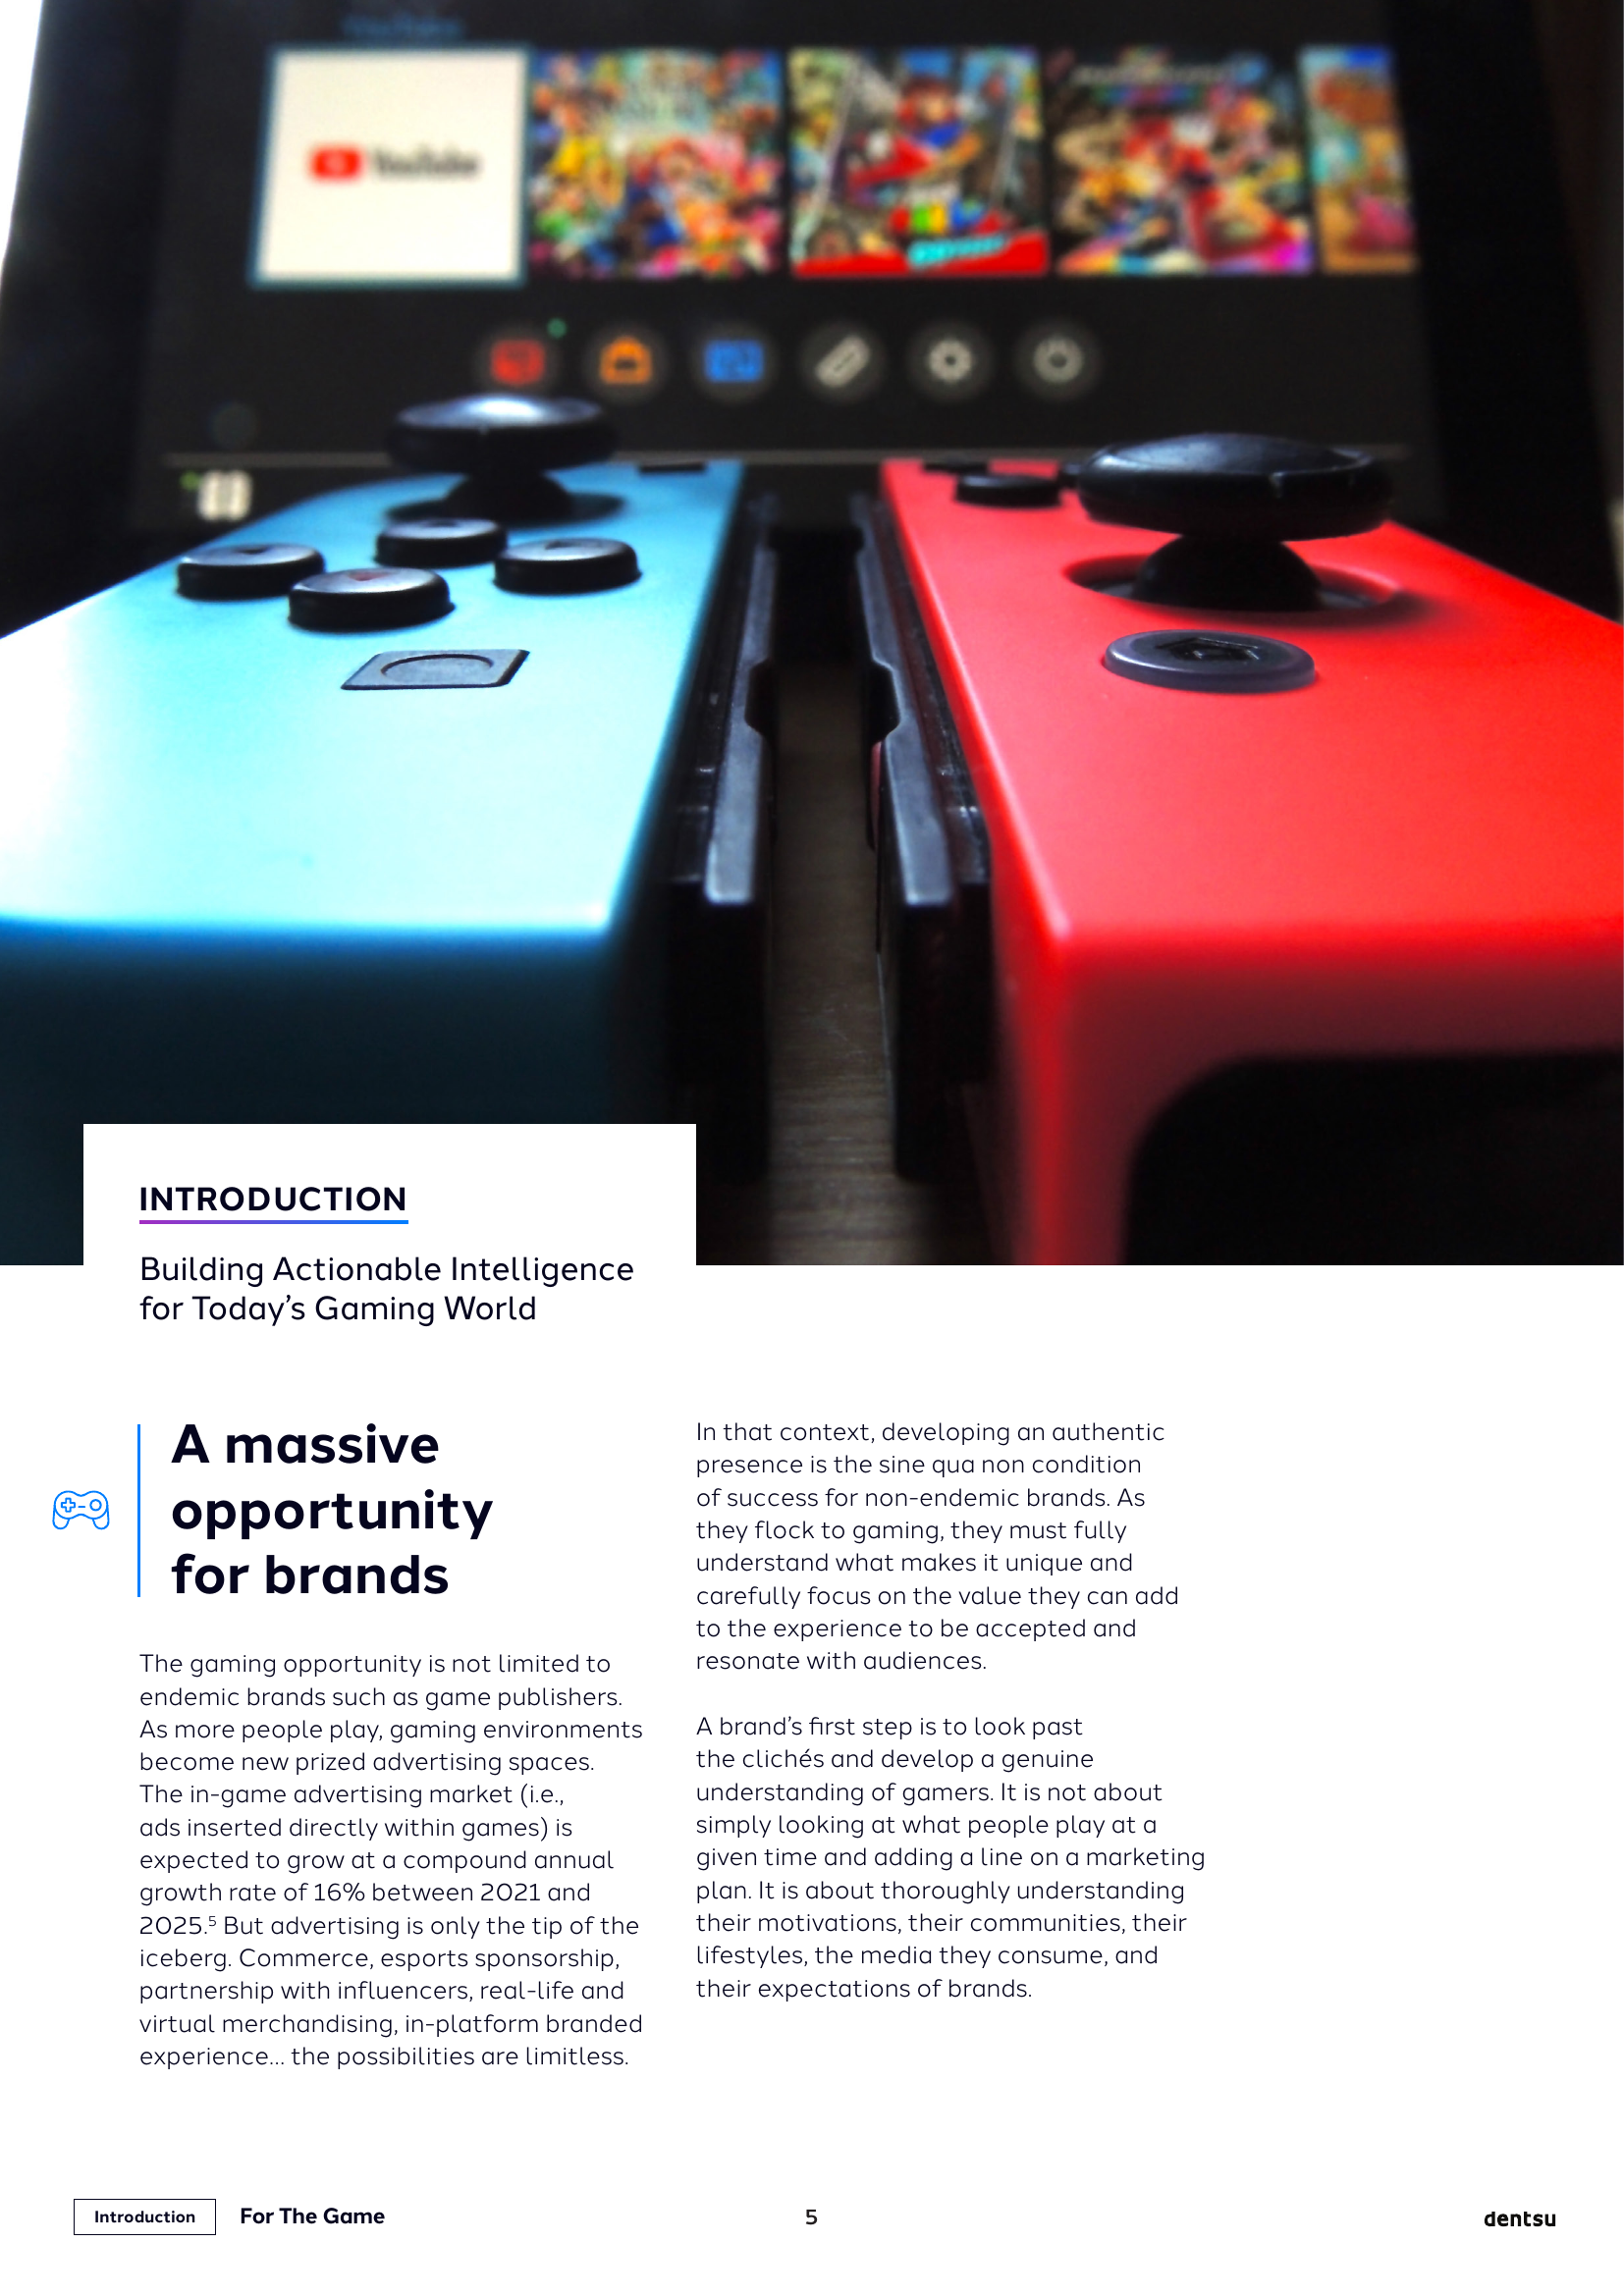 YouTube
INTRODUCTION
Building Actionable Intelligence
for Today’s Gaming World
A massive
opportunity
for brands
The gaming opportunity is not limited to
endemic brands such as game publishers.
As more people play, gaming environments
become new prized advertising spaces.
The in-game advertising market (i.e.,
ads inserted directly within games) is
expected to grow at a compound annual
growth rate of 16% between 2021 and
2025.⁵ But advertising is only the tip of the
iceberg. Commerce, esports sponsorship,
partnership with influencers, real-life and
virtual merchandising, in-platform branded
experience... the possibilities are limitless.
In that context, developing an authentic
presence is the sine qua non condition
of success for non-endemic brands. As
they flock to gaming, they must fully
understand what makes it unique and
carefully focus on the value they can add
to the experience to be accepted and
resonate with audiences.
A brand’s first step is to look past
the clichés and develop a genuine
understanding of gamers. It is not about
simply looking at what people play at a
given time and adding a line on a marketing
plan. It is about thoroughly understanding
their motivations, their communities, their
lifestyles, the media they consume, and
their expectations of brands.
Introduction For The Game 5 dentsu